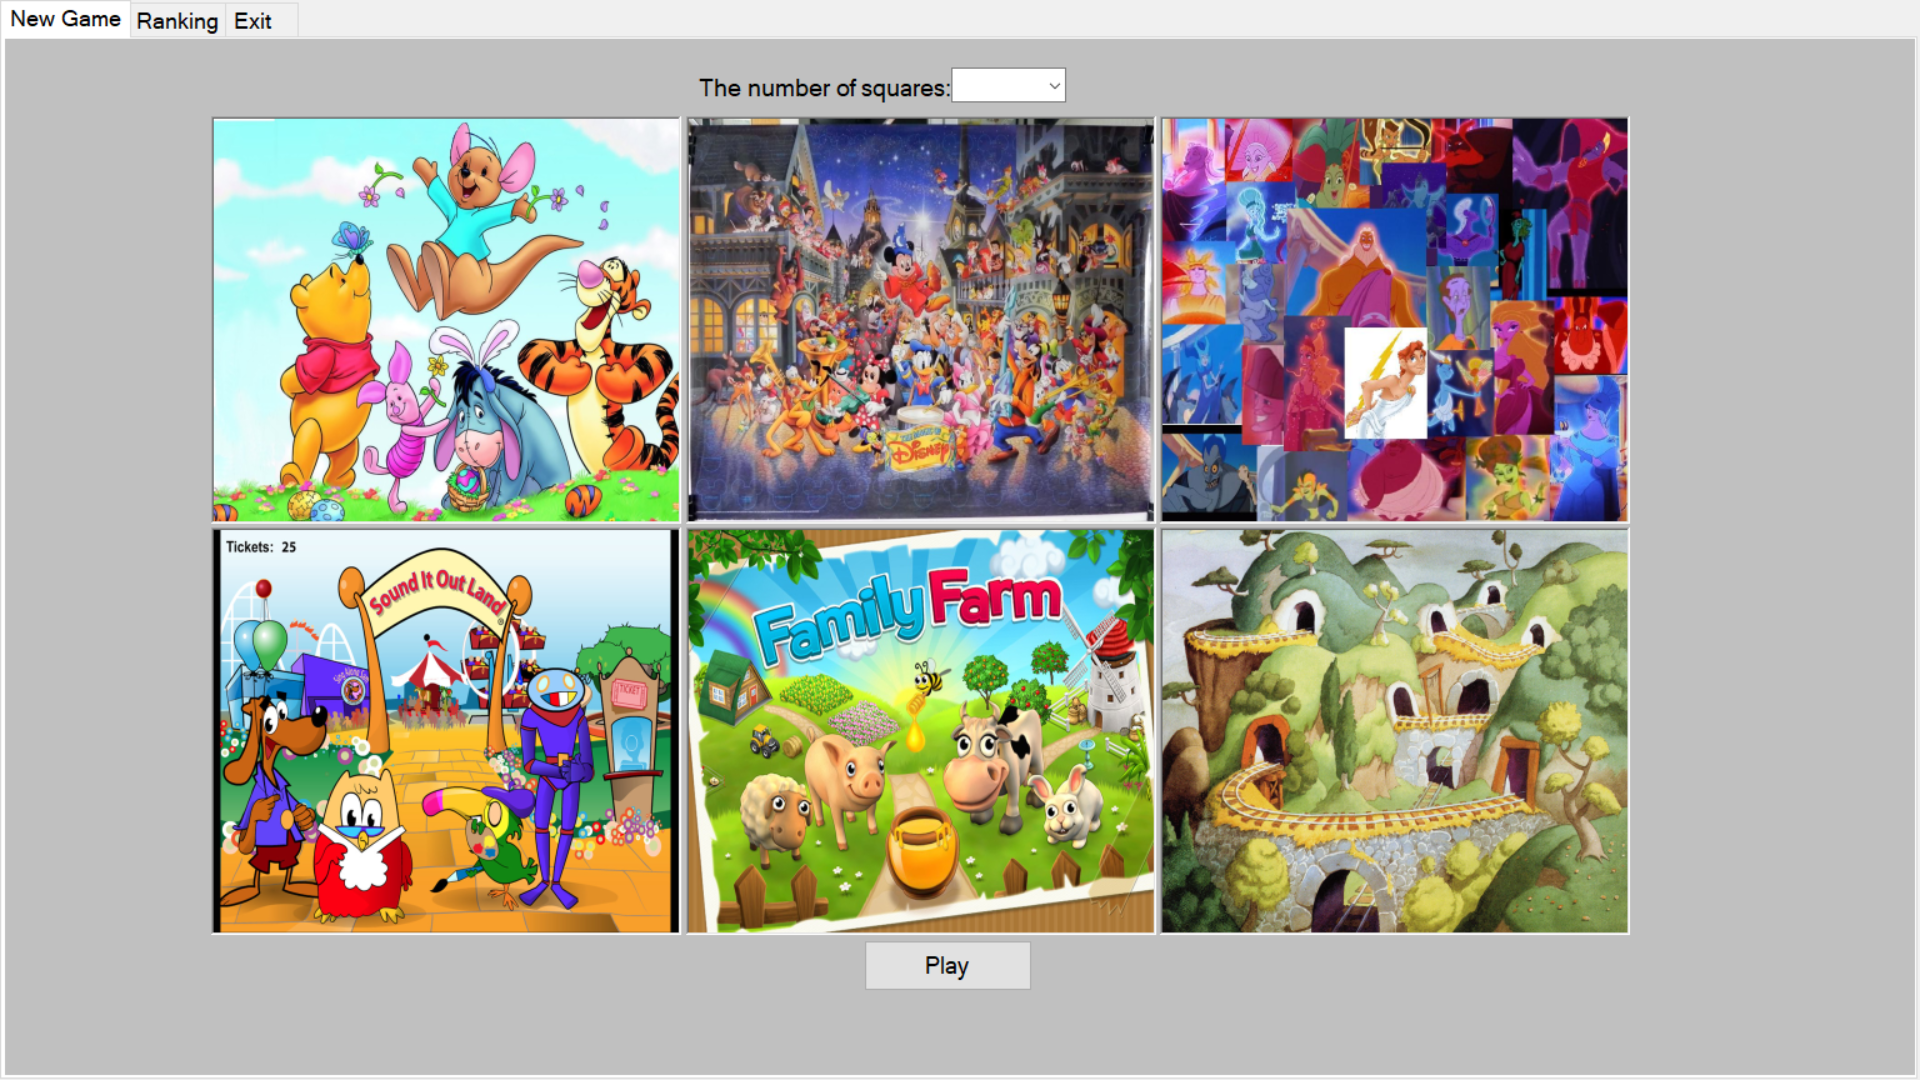 New Game Ranking Exit
The number of squares:
DISNEY
Tickets: 25
Sound It Out Land
TICKET
Family Farm
Play